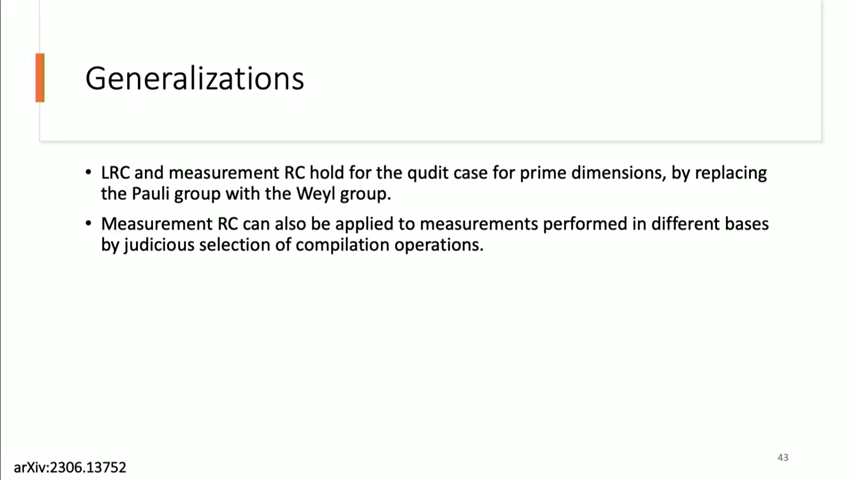 Generalizations
• LRC and measurement RC hold for the qudit case for prime dimensions, by replacing
the Pauli group with the Weyl group.
• Measurement RC can also be applied to measurements performed in different bases
by judicious selection of compilation operations.
43
arXiv:2306.13752